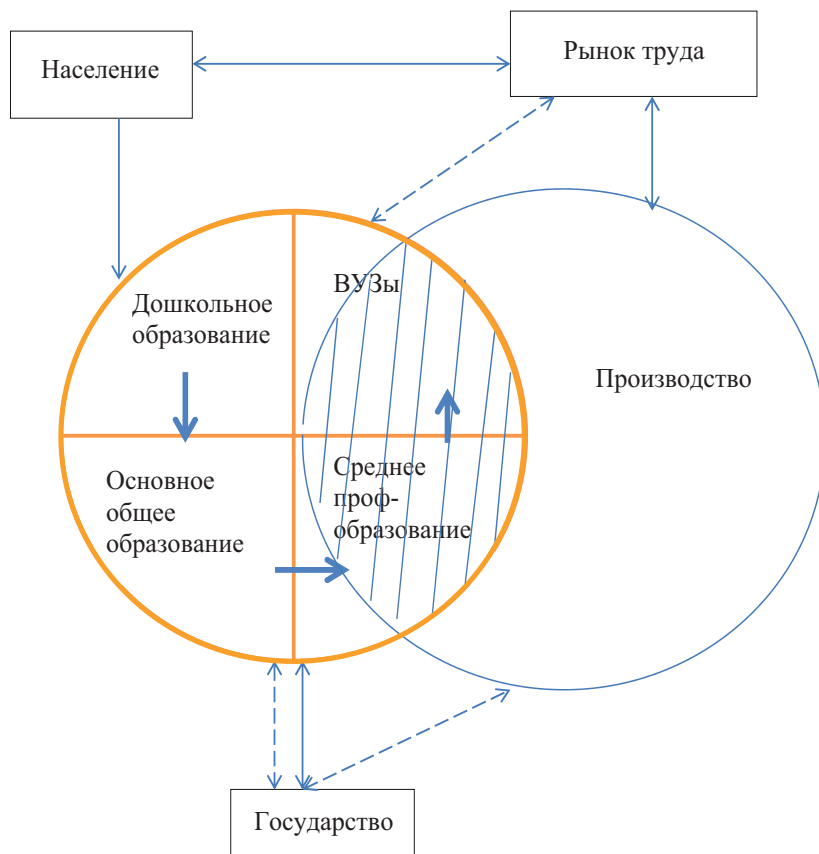 Население
Рынок труда
ВУЗы
Дошкольное
образование
Производство
Основное
общее
образование
Среднее
проф-
образование
Государство